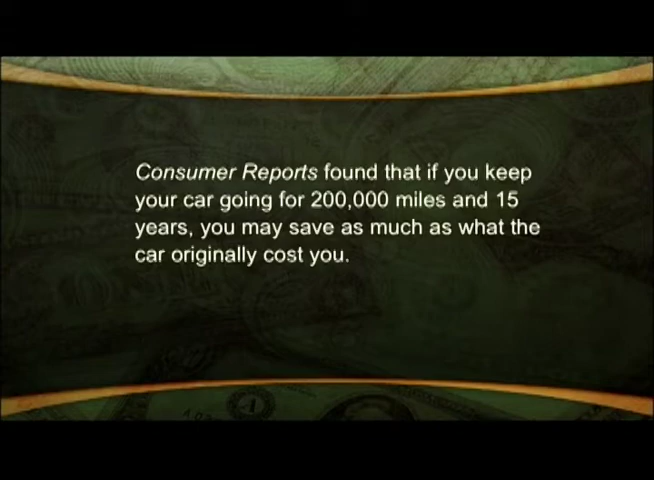 Consumer Reports found that if you keep
your car going for 200,000 miles and 15
years, you may save as much as what the
car originally cost you.